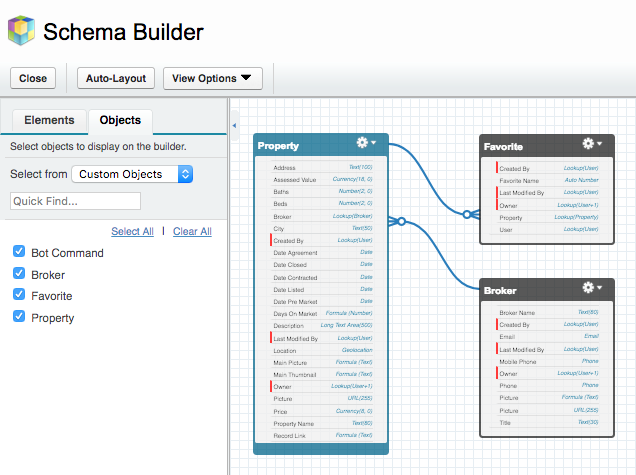 Schema Builder
Close
Auto-Layout
View Options
Elements
Objects
Select objects to display on the builder.
Select from
Custom Objects
Quick Find...
Select All | Clear All
Bot Command
Broker
Favorite
Property
Property
Address Text(100)
Assessed Value Currency(16, 0)
Baths Number(2, 0)
Beds Number(2, 0)
Broker Lookup(Broker)
City Text(50)
Created By Lookup(User)
Date Agreement Date
Date Closed Date
Date Contracted Date
Date Listed Date
Date Pre Market Date
Days On Market Formula (Number)
Description Long Text Area(500)
Last Modified By Lookup(User)
Location Geolocation
Main Picture Formula (Text)
Main Thumbnail Formula (Text)
Owner Lookup(User+1)
Picture URL(255)
Price Currency(8, 0)
Property Name Text(80)
Record Link Formula (Text)
Favorite
Created By Lookup(User)
Favorite Name Auto Number
Last Modified By Lookup(User)
Owner Lookup(User+1)
Property Lookup(Property)
User Lookup(User)
Broker
Broker Name Text(80)
Created By Lookup(User)
Email Email
Last Modified By Lookup(User)
Mobile Phone Phone
Owner Lookup(User+1)
Phone Phone
Picture Formula (Text)
Picture URL(255)
Title Text(30)